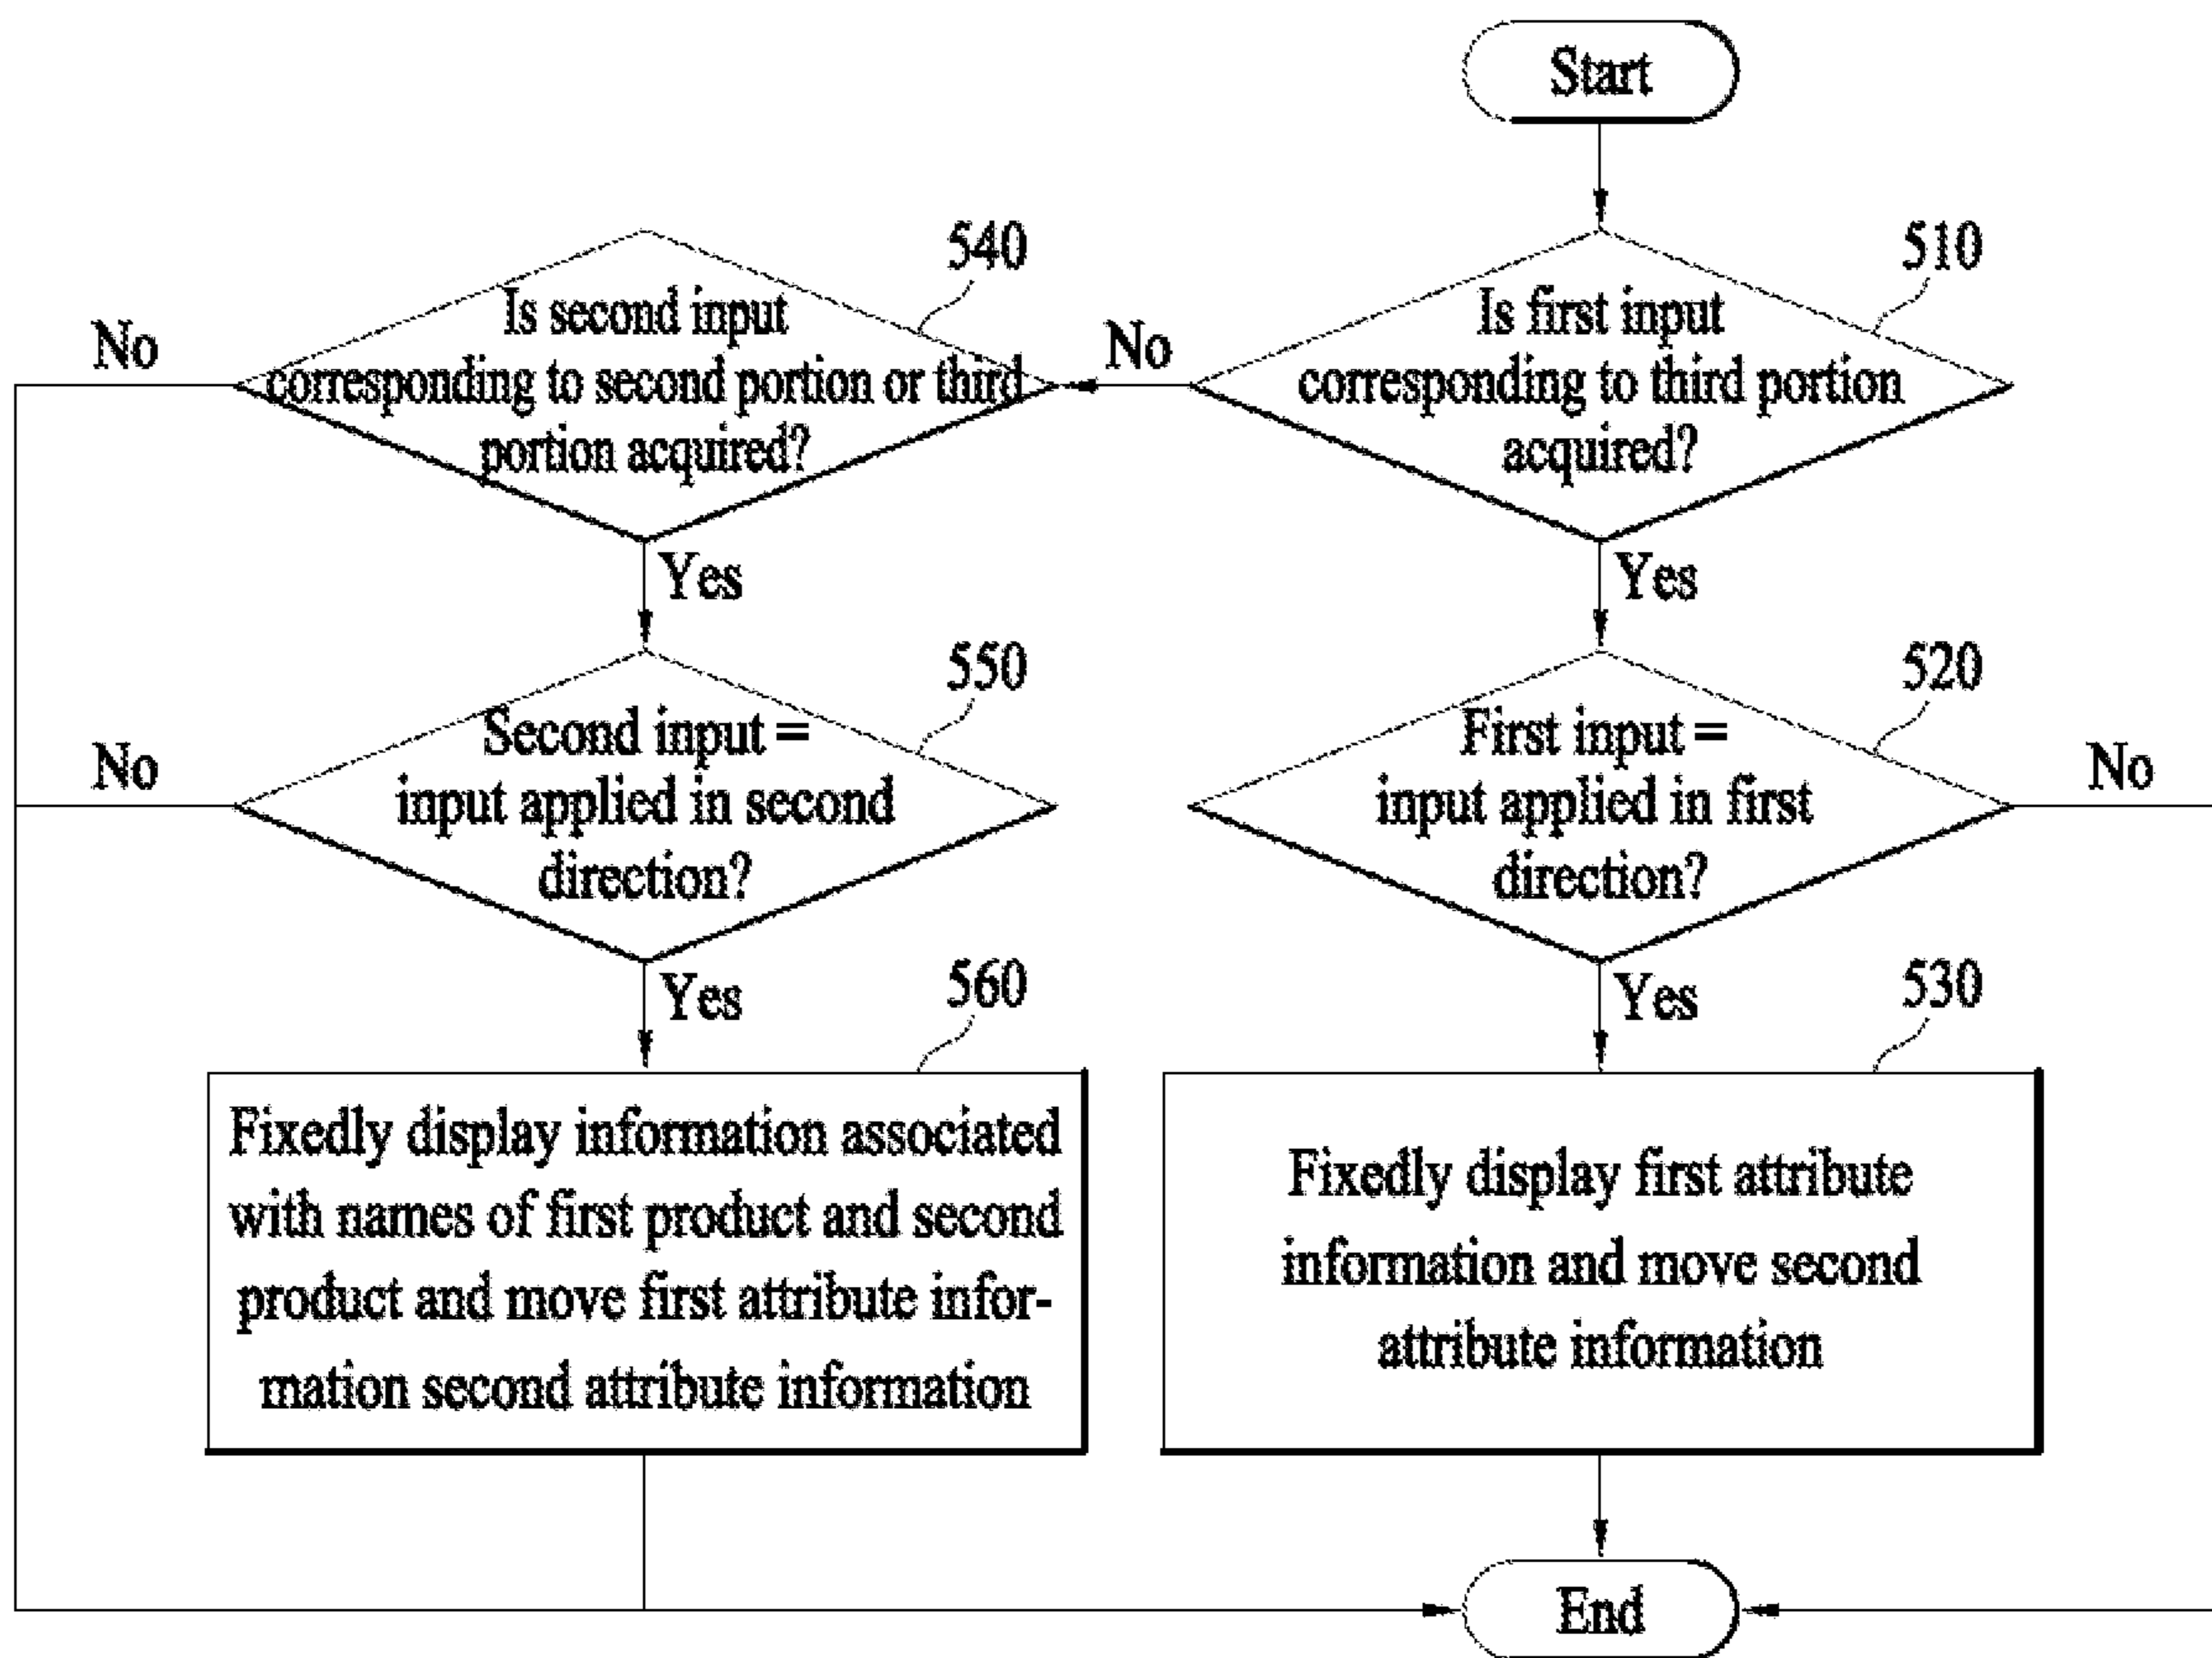 Start
510
Is first input
corresponding to third portion
acquired?
No
Yes
540
Is second input
corresponding to second portion or third
portion acquired?
No
Yes
520
First input =
input applied in first
direction?
No
Yes
550
Second input =
input applied in second
direction?
No
Yes
530
Fixedly display first attribute
information and move second
attribute information
560
Fixedly display information associated
with names of first product and second
product and move first attribute infor-
mation second attribute information
End